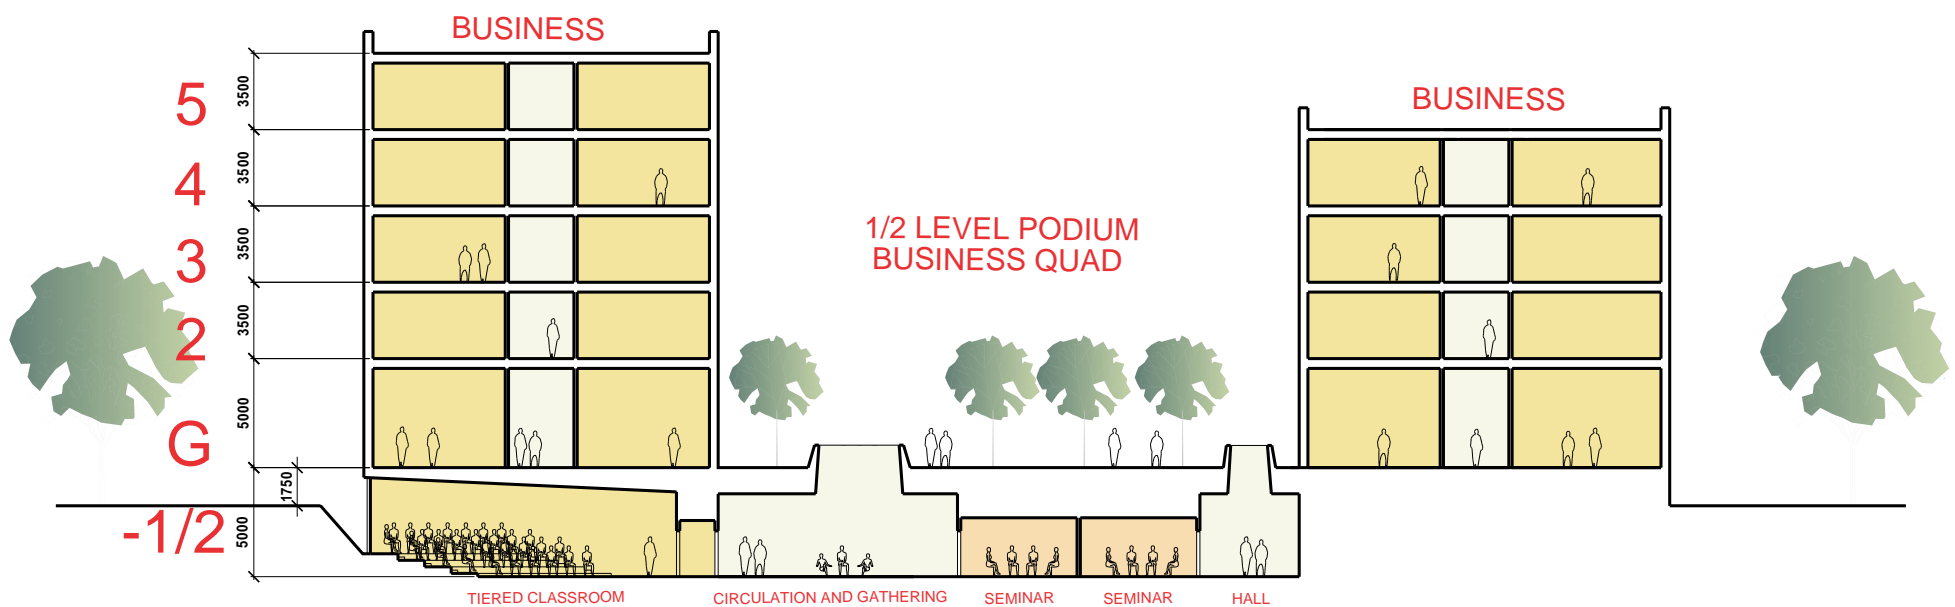 BUSINESS
BUSINESS
5
3500
4
3500
3
3500
2
3500
G
5000
1750
-1/2
5000
1/2 LEVEL PODIUM
BUSINESS QUAD
TIERED CLASSROOM
CIRCULATION AND GATHERING
SEMINAR
SEMINAR
HALL